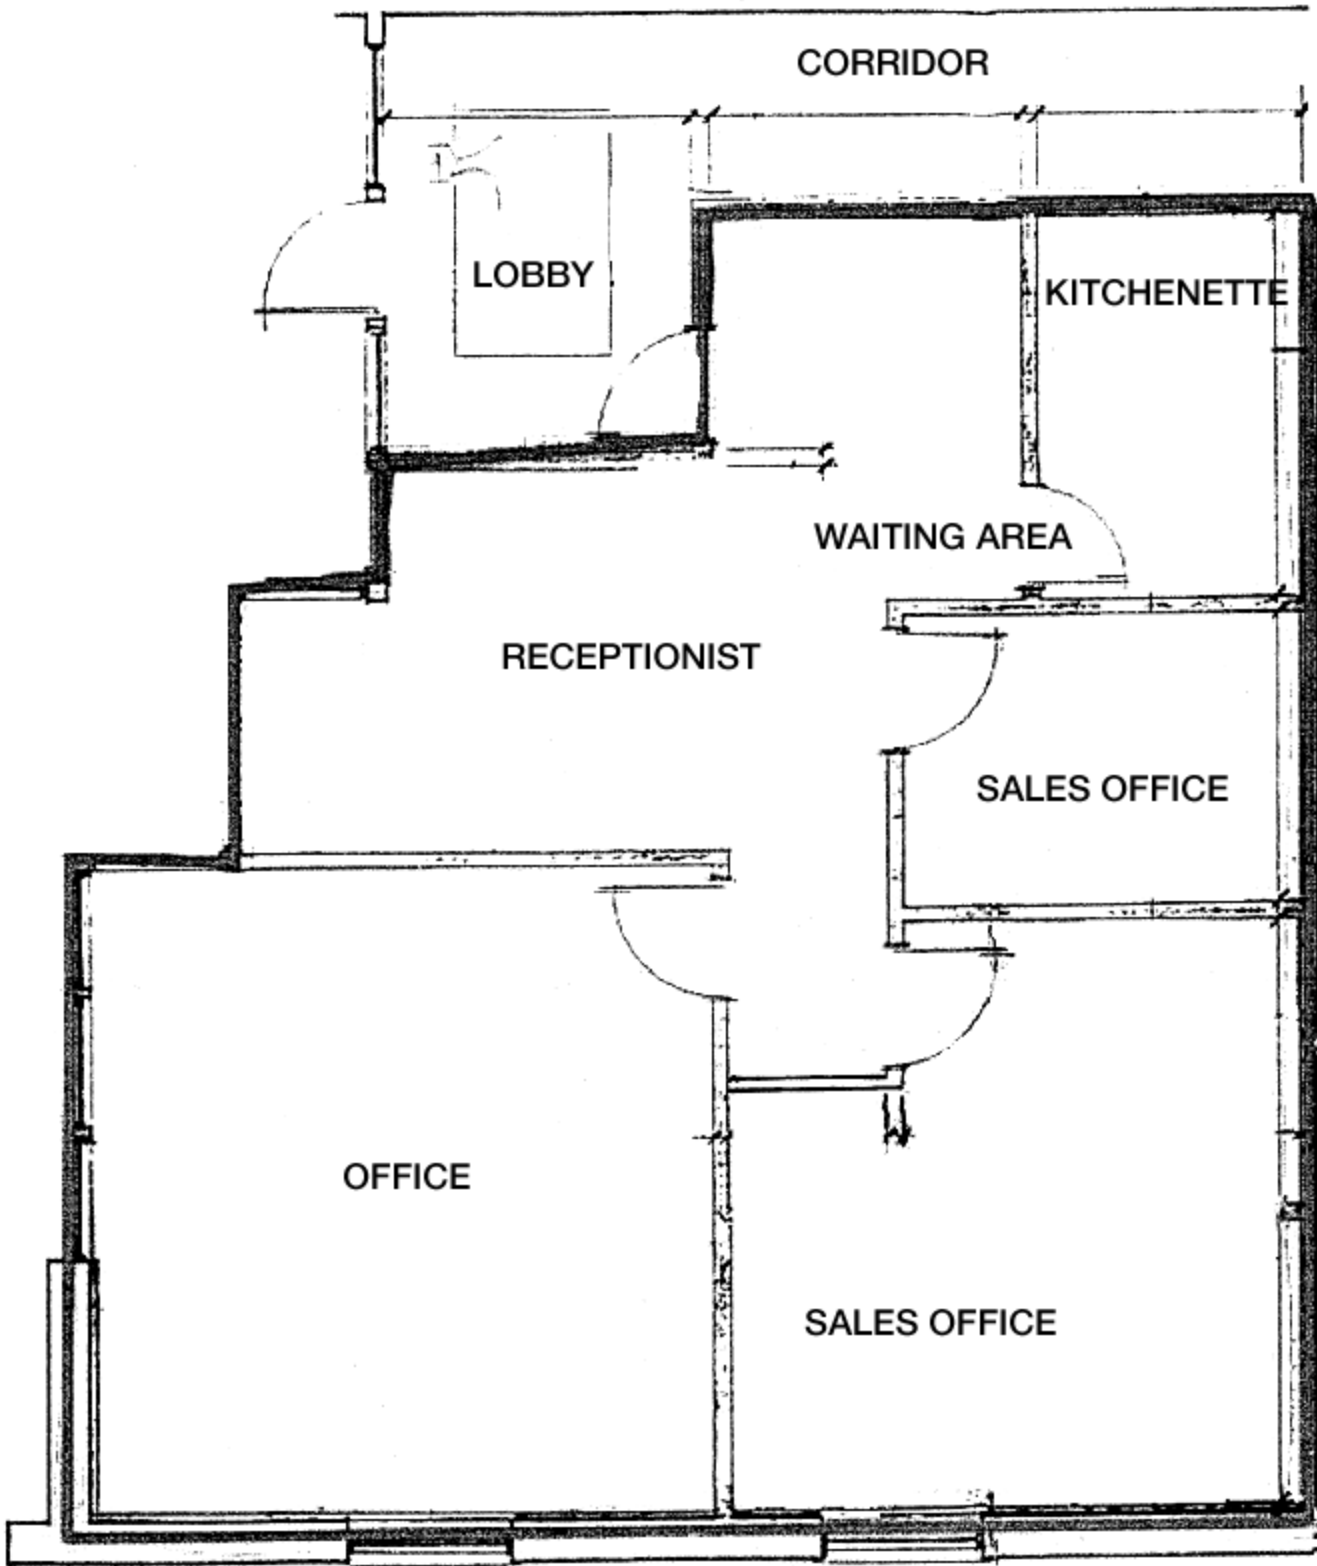 CORRIDOR
LOBBY
KITCHENETTE
WAITING AREA
RECEPTIONIST
SALES OFFICE
OFFICE
SALES OFFICE